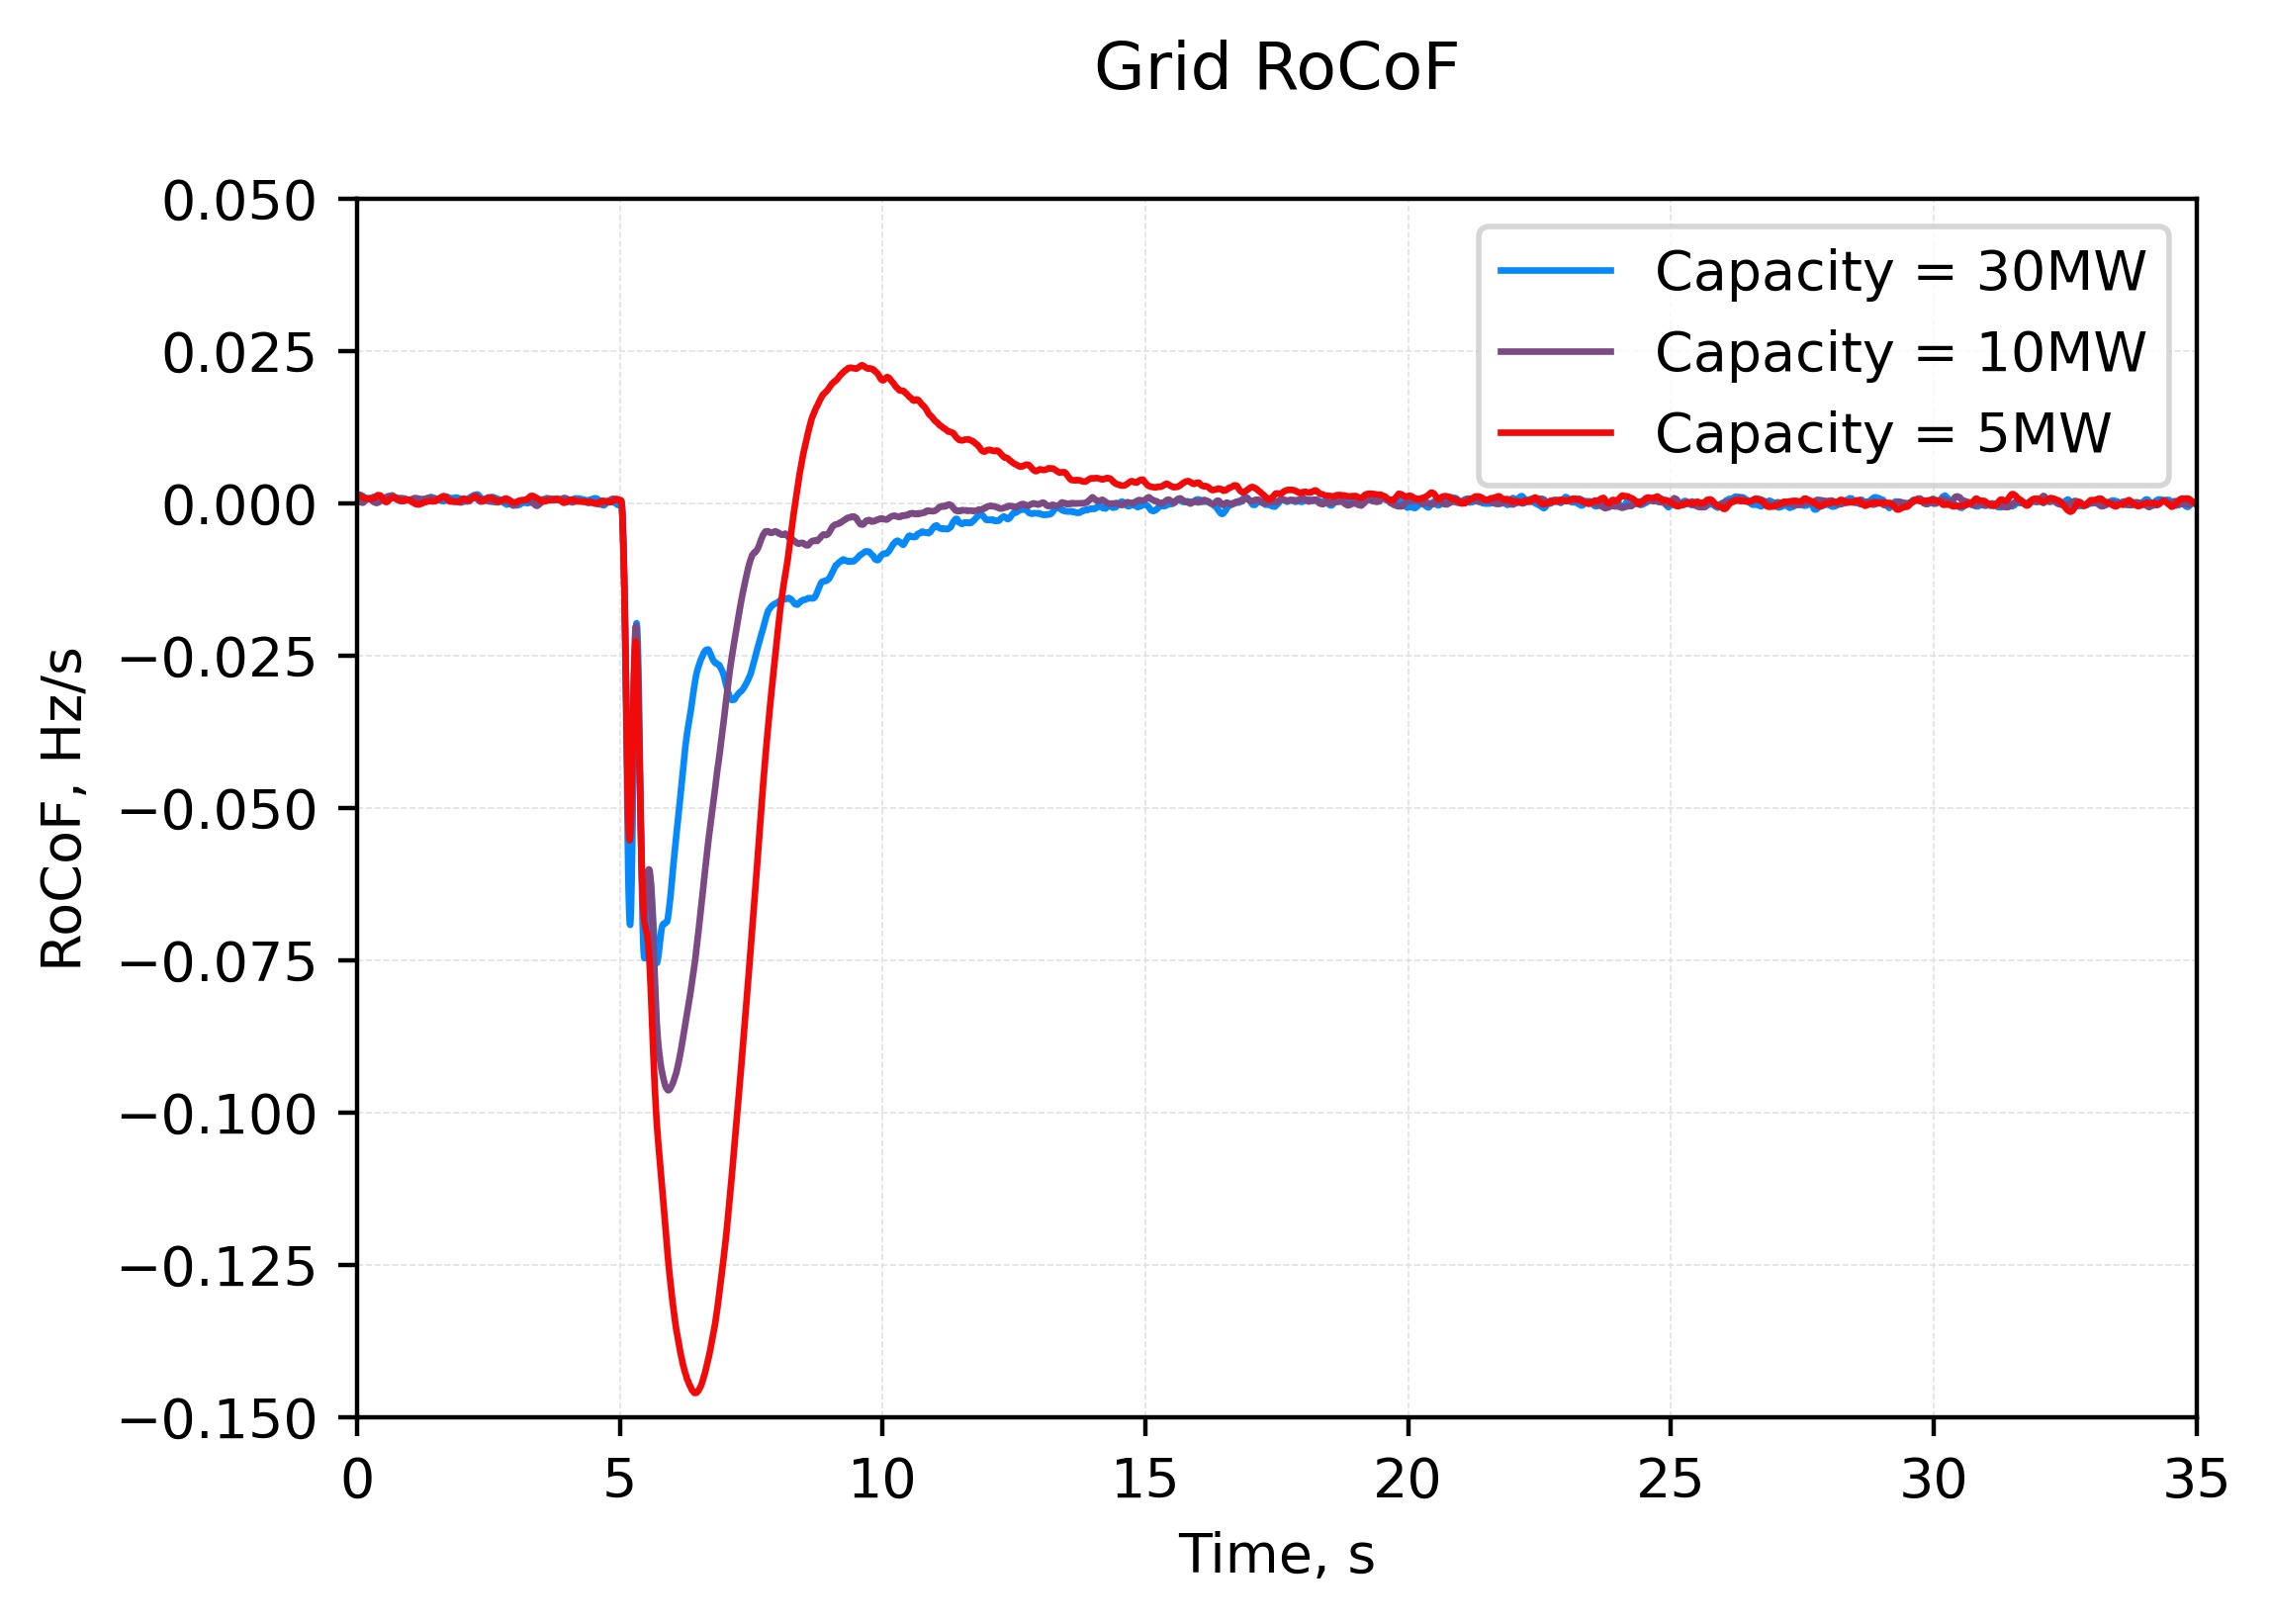 Grid RoCoF
0.050
0.025
0.000
−0.025
−0.050
−0.075
−0.100
−0.125
−0.150
RoCoF, Hz/s
Capacity = 30MW
Capacity = 10MW
Capacity = 5MW
0 5 10 15 20 25 30 35
Time, s